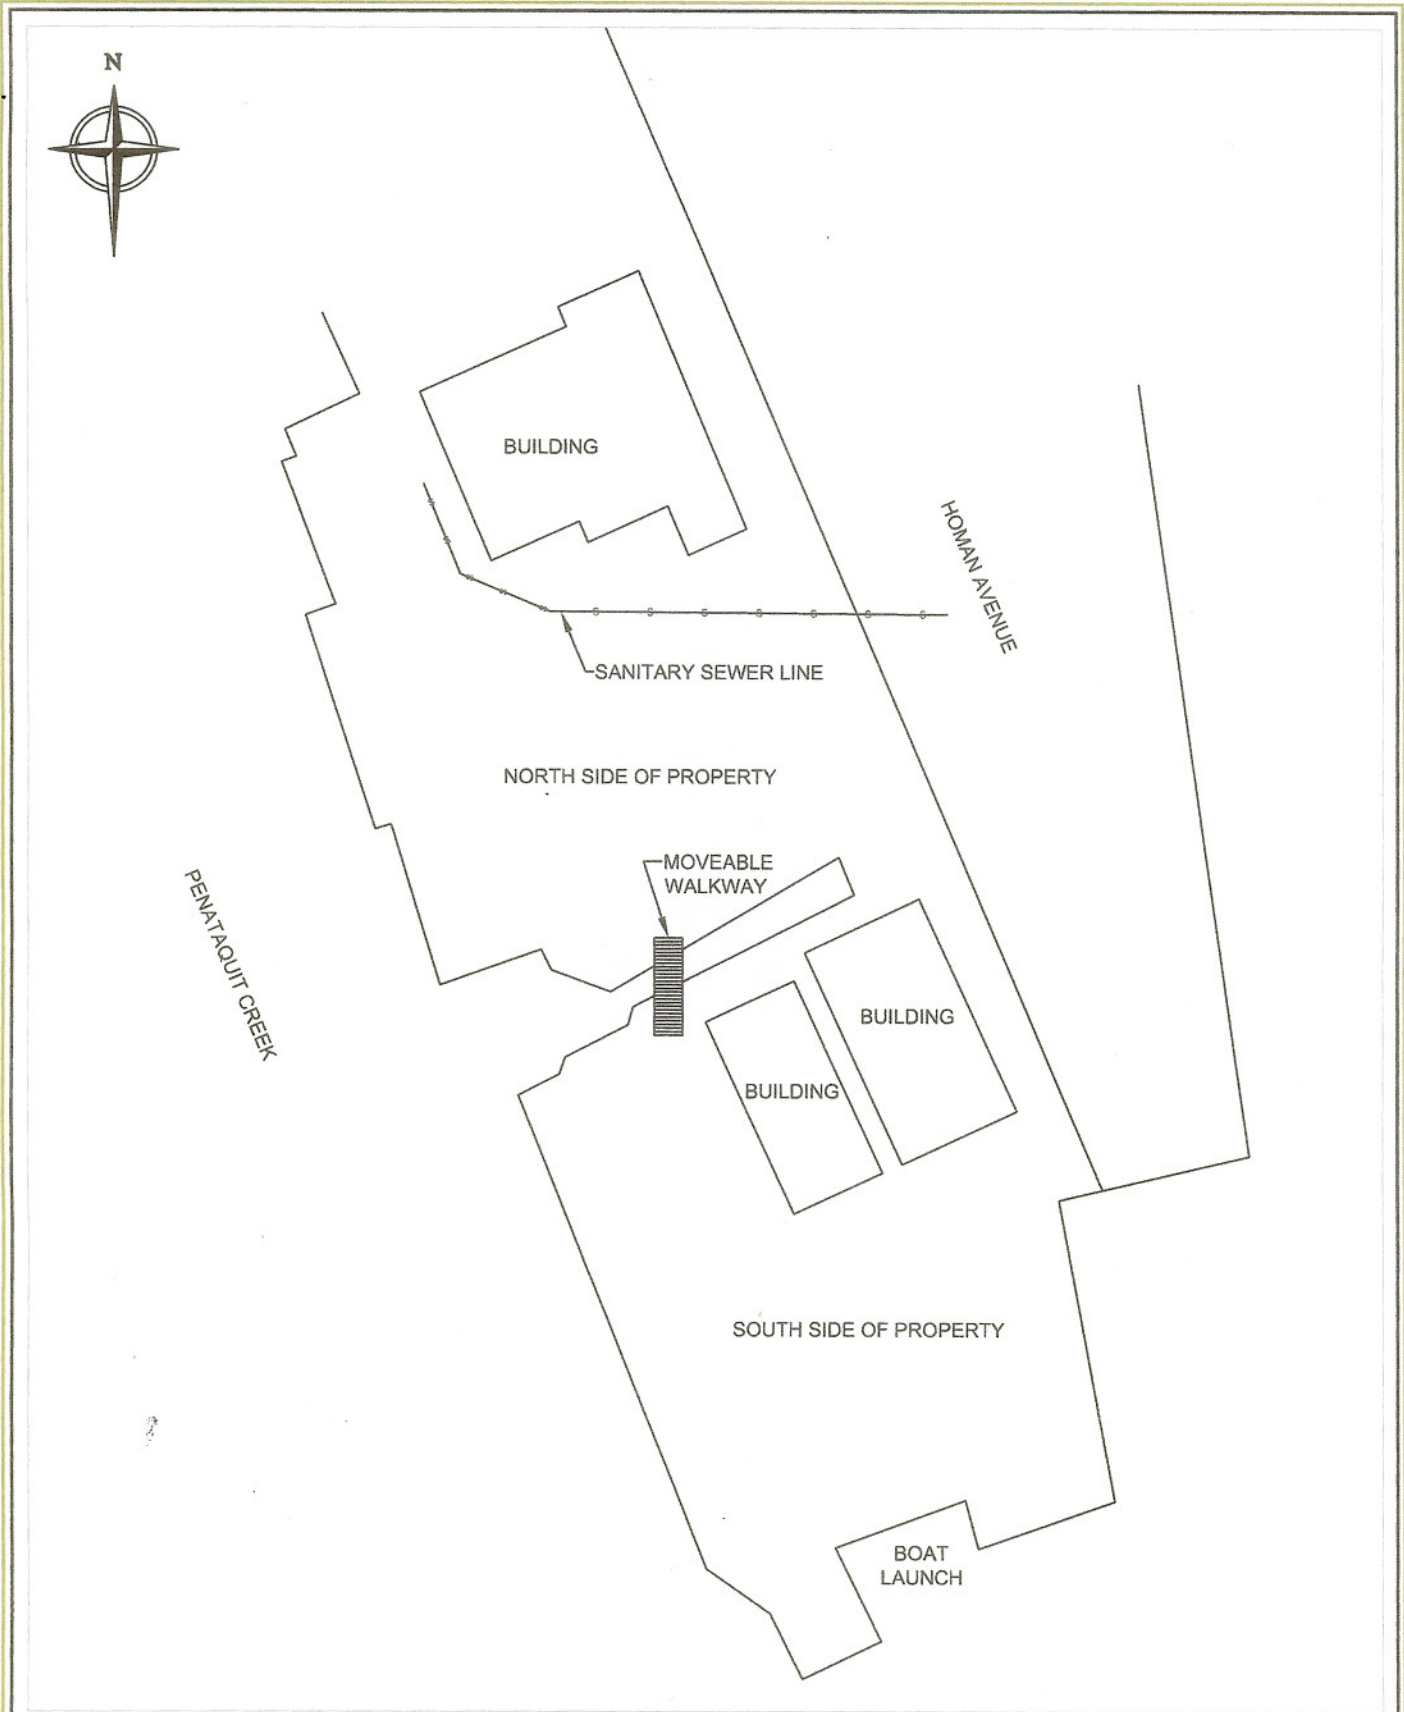 N
BUILDING
HOMAN AVENUE
SANITARY SEWER LINE
NORTH SIDE OF PROPERTY
MOVEABLE
WALKWAY
PENATAQUIT CREEK
BUILDING
BUILDING
SOUTH SIDE OF PROPERTY
BOAT
LAUNCH